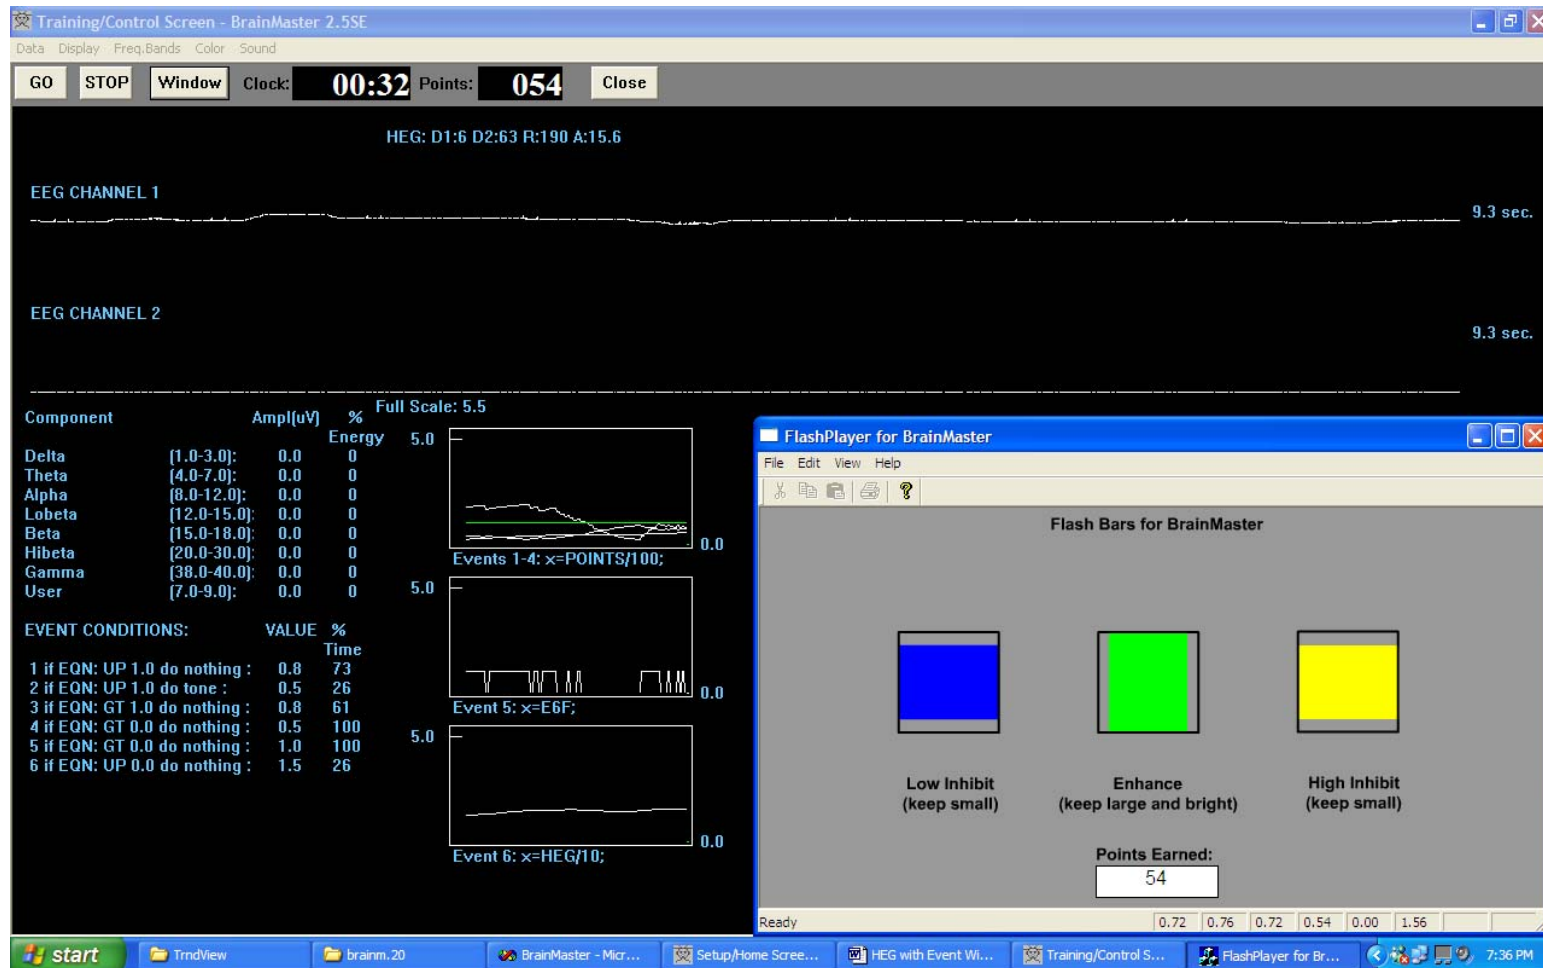 Training/Control Screen - BrainMaster 2.5SE
Data Display Freq.Bands Color Sound
GO STOP Window Clock: 00:32 Points: 054 Close
HEG: D1:6 D2:63 R:190 A:15.6
EEG CHANNEL 1
9.3 sec.
EEG CHANNEL 2
9.3 sec.
Full Scale: 5.5
Component Ampl(uV) % Energy
Delta (1.0-3.0): 0.0 0
Theta (4.0-7.0): 0.0 0
Alpha (8.0-12.0): 0.0 0
Lobeta (12.0-15.0): 0.0 0
Beta (15.0-18.0): 0.0 0
Hibeta (20.0-30.0): 0.0 0
Gamma (38.0-40.0): 0.0 0
User (7.0-9.0): 0.0 0
EVENT CONDITIONS: VALUE % Time
1 if EQN: UP 1.0 do nothing : 0.8 73
2 if EQN: UP 1.0 do tone : 0.5 26
3 if EQN: GT 1.0 do nothing : 0.8 61
4 if EQN: GT 0.0 do nothing : 0.5 100
5 if EQN: GT 0.0 do nothing : 1.0 100
6 if EQN: UP 0.0 do nothing : 1.5 26
5.0
0.0
Events 1-4: x=POINTS/100;
5.0
0.0
Event 5: x=E6F;
5.0
0.0
Event 6: x=HEG/10;
FlashPlayer for BrainMaster
File Edit View Help
Flash Bars for BrainMaster
Low Inhibit
(keep small)
Enhance
(keep large and bright)
High Inhibit
(keep small)
Points Earned:
54
Ready 0.72 0.76 0.72 0.54 0.00 1.56
start TrndView brainm.20 BrainMaster - Micr... Setup/Home Scree... HEG with Event Wi... Training/Control S... FlashPlayer for Br... 7:36 PM